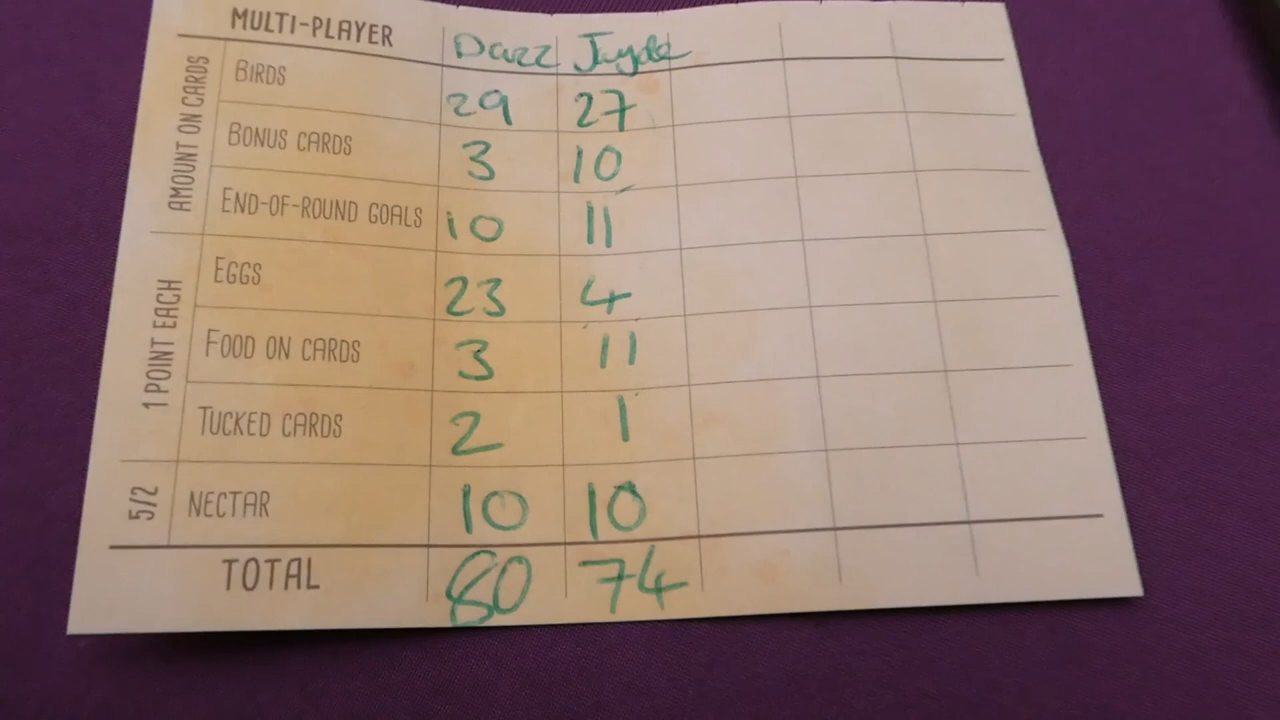 MULTI-PLAYER Dazz Jayde
AMOUNT ON CARDS
BIRDS 29 27
BONUS CARDS 3 10
END-OF-ROUND GOALS 10 11
1 POINT EACH
EGGS 23 4
FOOD ON CARDS 3 11
TUCKED CARDS 2 1
5/2
NECTAR 10 10
TOTAL 80 74